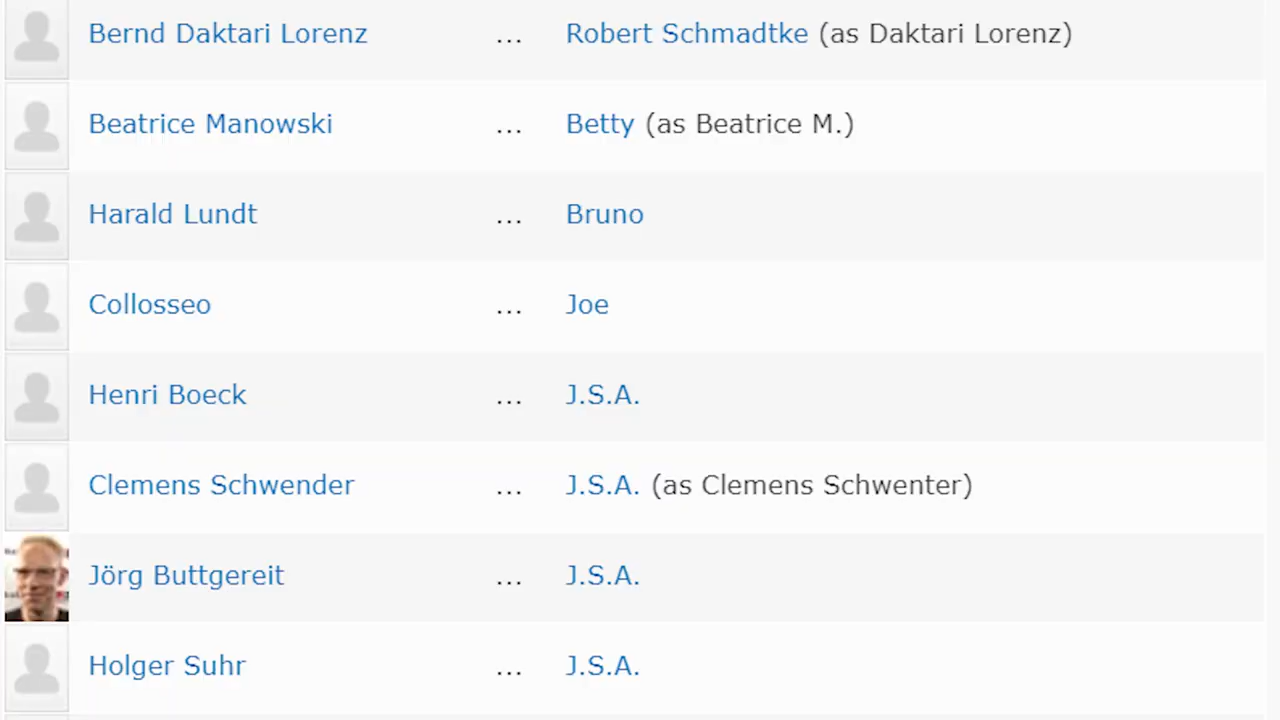 Bernd Daktari Lorenz ... Robert Schmadtke (as Daktari Lorenz)
Beatrice Manowski ... Betty (as Beatrice M.)
Harald Lundt ... Bruno
Collosseo ... Joe
Henri Boeck ... J.S.A.
Clemens Schwender ... J.S.A. (as Clemens Schwenter)
Jörg Buttgereit ... J.S.A.
Holger Suhr ... J.S.A.